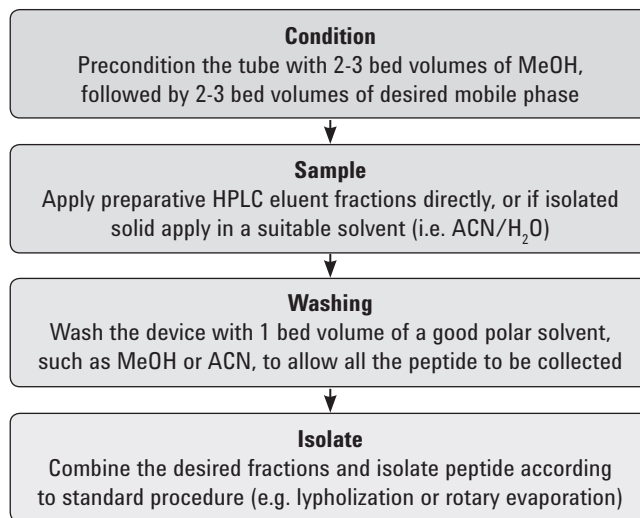 Condition
Precondition the tube with 2-3 bed volumes of MeOH,
followed by 2-3 bed volumes of desired mobile phase
Sample
Apply preparative HPLC eluent fractions directly, or if isolated
solid apply in a suitable solvent (i.e. ACN/H₂O)
Washing
Wash the device with 1 bed volume of a good polar solvent,
such as MeOH or ACN, to allow all the peptide to be collected
Isolate
Combine the desired fractions and isolate peptide according
to standard procedure (e.g. lypholization or rotary evaporation)